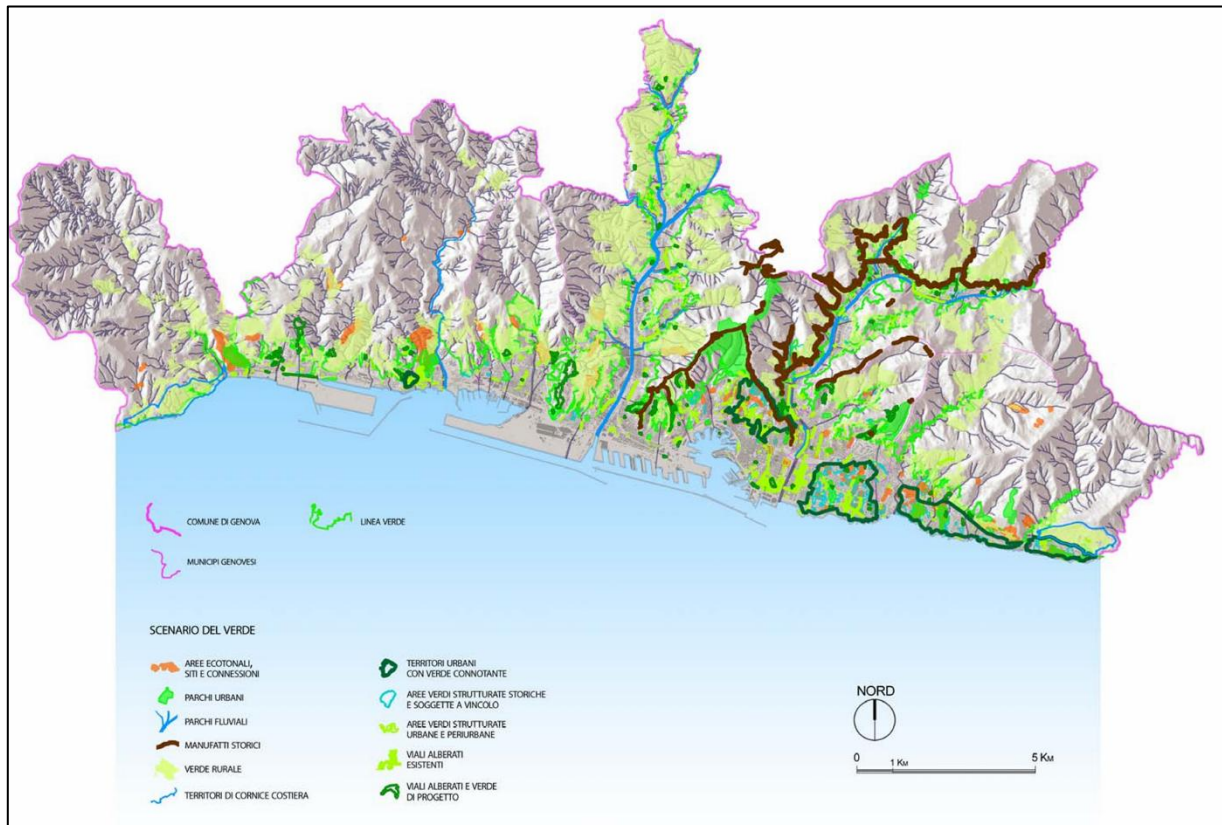 COMUNE DI GENOVA
LINEA VERDE
MUNICIPI GENOVESI
SCENARIO DEL VERDE
AREE ECOTONALI,
SITI E CONNESSIONI
PARCHI URBANI
PARCHI FLUVIALI
MANUFATTI STORICI
VERDE RURALE
TERRITORI DI CORNICE COSTIERA
TERRITORI URBANI
CON VERDE CONNOTANTE
AREE VERDI STRUTTURATE STORICHE
E SOGGETTE A VINCOLO
AREE VERDI STRUTTURATE
URBANE E PERIURBANE
VIALI ALBERATI
ESISTENTI
VIALI ALBERATI E VERDE
DI PROGETTO
NORD
0 5 KM
1 KM